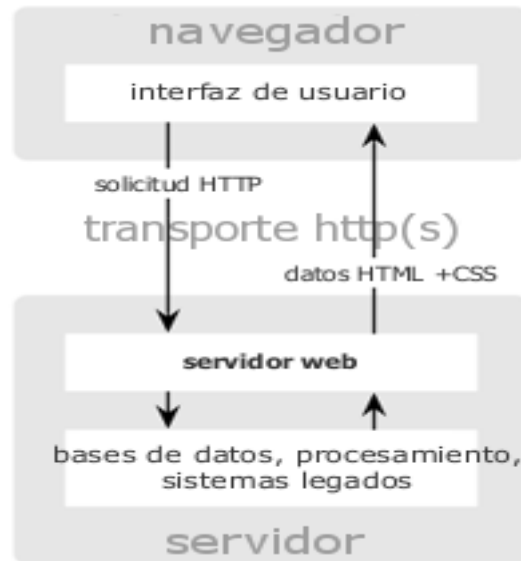 navegador
interfaz de usuario
solicitud HTTP
transporte http(s)
datos HTML +CSS
servidor web
bases de datos, procesamiento,
sistemas legados
servidor